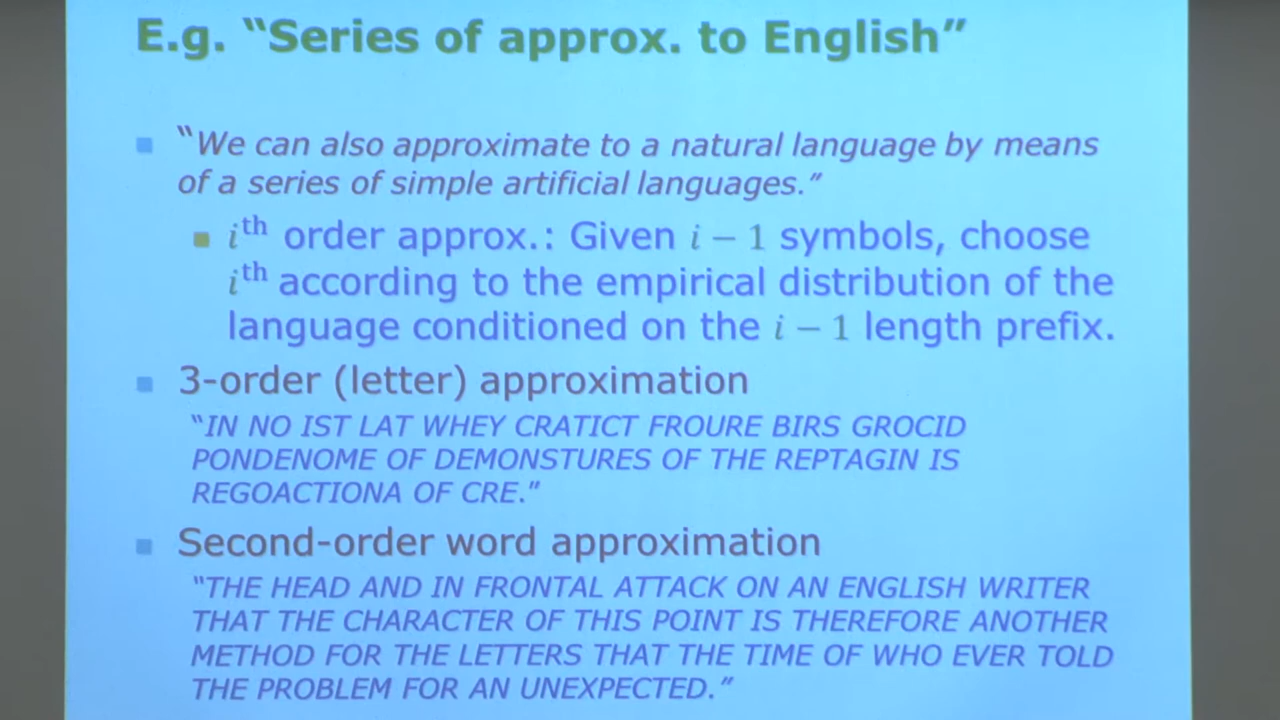 E.g. “Series of approx. to English”
“We can also approximate to a natural language by means
of a series of simple artificial languages.”
iᵗʰ order approx.: Given i − 1 symbols, choose
iᵗʰ according to the empirical distribution of the
language conditioned on the i − 1 length prefix.
3-order (letter) approximation
“IN NO IST LAT WHEY CRATICT FROURE BIRS GROCID
PONDENOME OF DEMONSTURES OF THE REPTAGIN IS
REGOACTIONA OF CRE.”
Second-order word approximation
“THE HEAD AND IN FRONTAL ATTACK ON AN ENGLISH WRITER
THAT THE CHARACTER OF THIS POINT IS THEREFORE ANOTHER
METHOD FOR THE LETTERS THAT THE TIME OF WHO EVER TOLD
THE PROBLEM FOR AN UNEXPECTED.”